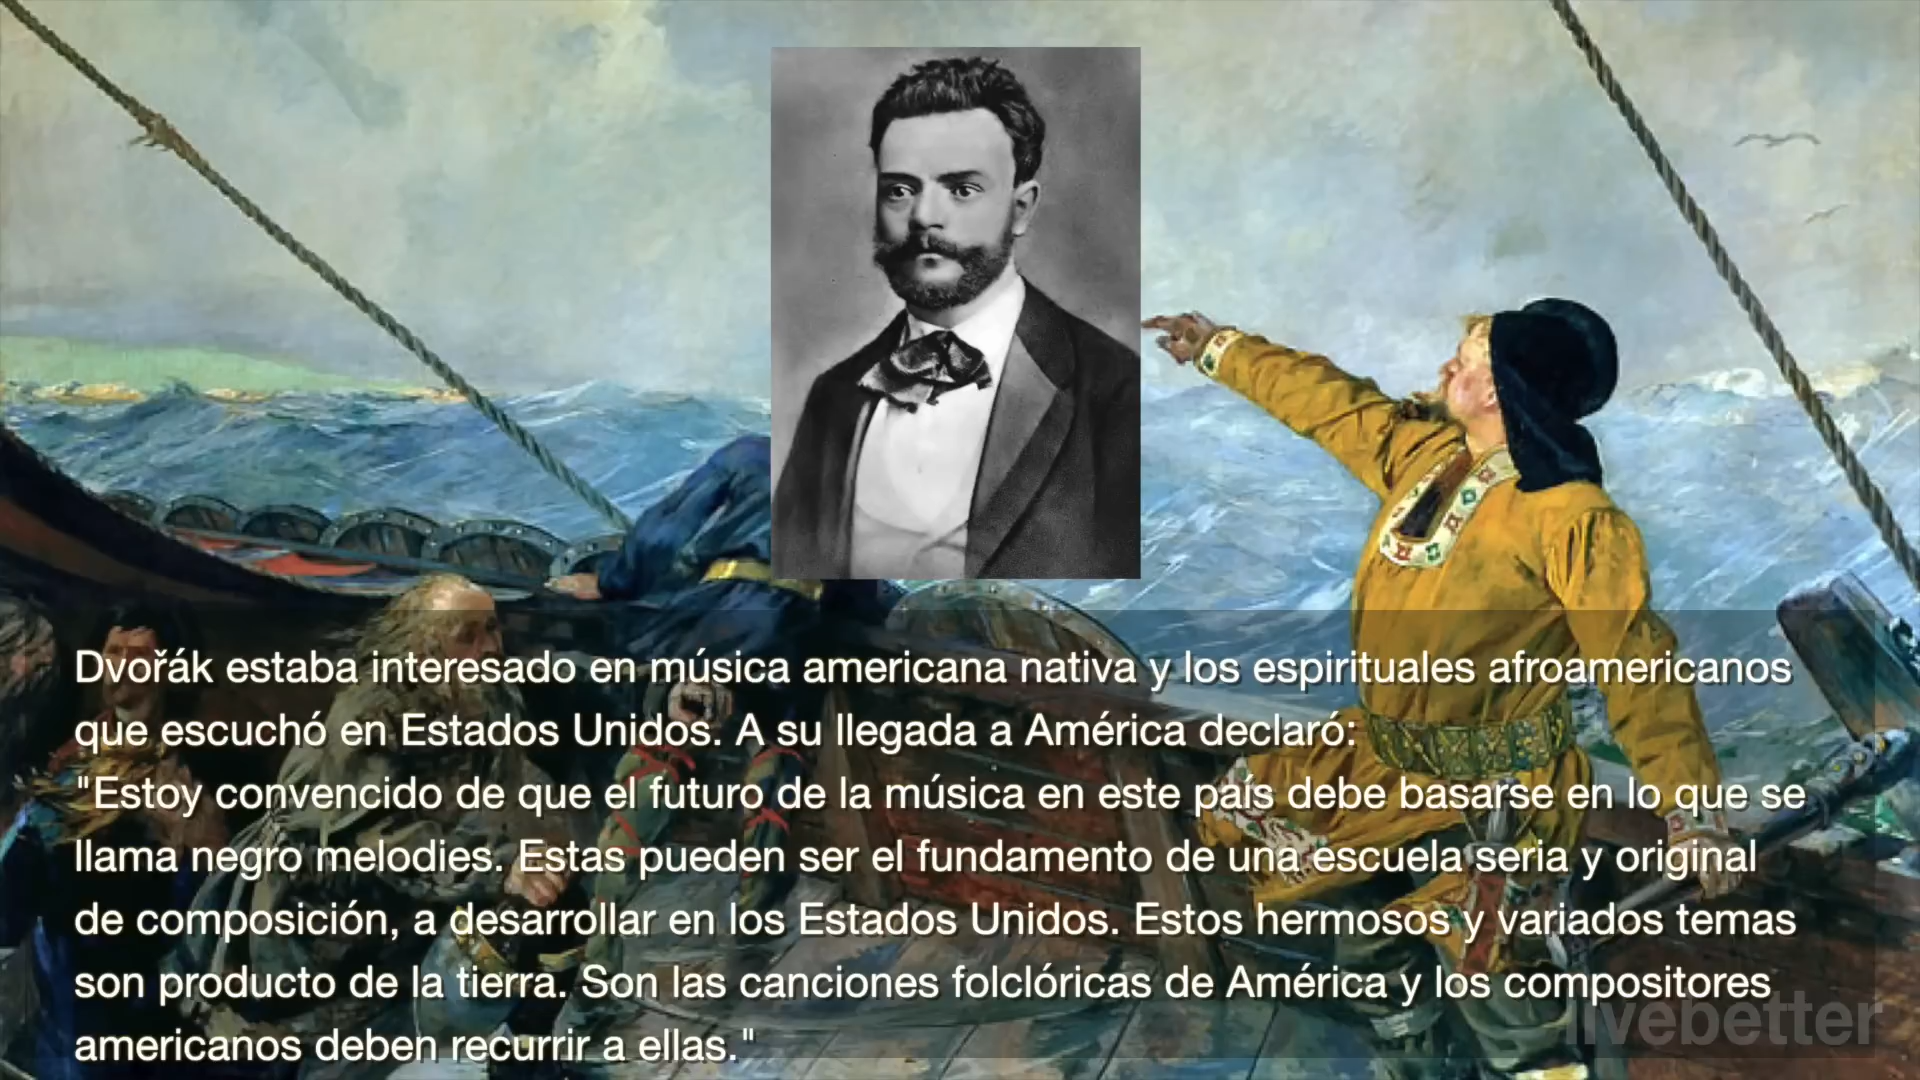 Dvořák estaba interesado en música americana nativa y los espirituales afroamericanos
que escuchó en Estados Unidos. A su llegada a América declaró:
"Estoy convencido de que el futuro de la música en este país debe basarse en lo que se
llama negro melodies. Estas pueden ser el fundamento de una escuela seria y original
de composición, a desarrollar en los Estados Unidos. Estos hermosos y variados temas
son producto de la tierra. Son las canciones folclóricas de América y los compositores
americanos deben recurrir a ellas."
livebetter